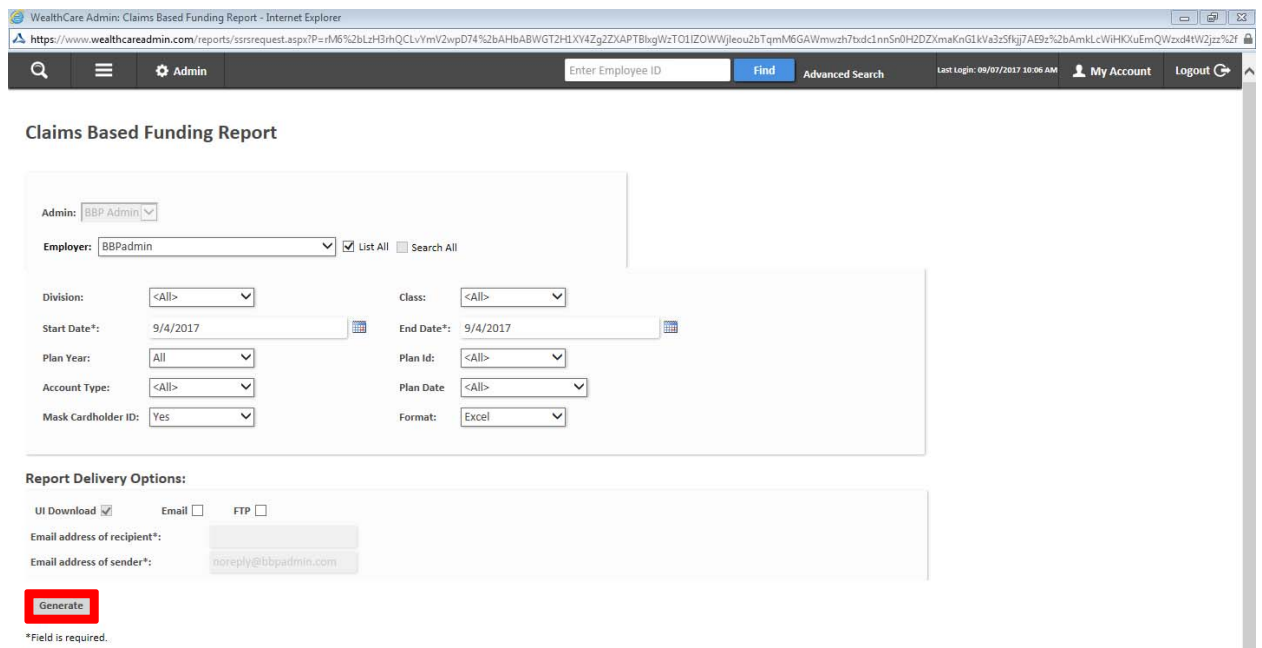 WealthCare Admin: Claims Based Funding Report - Internet Explorer
https://www.wealthcareadmin.com/reports/ssrsrequest.aspx?P=rM6%2bLzH3rhQCLvYmV2wpD74%2bAHbABWGT2H1XY4Zg2ZXAPTBlxgWzTO1IZOWWjleou2bTqmM6GAWmwzh7txdc1nnSn0H2DZXmaKnG1kVa3zSfkjj7AE9z%2bAmkLcWiHKXuEmQWzxd4tW2jzz%2f
Admin Enter Employee ID Find Advanced Search Last Login: 09/07/2017 10:06 AM My Account Logout
Claims Based Funding Report
Admin: BBP Admin
Employer: BBPadmin List All Search All
Division: <All> Class: <All>
Start Date*: 9/4/2017 End Date*: 9/4/2017
Plan Year: All Plan Id: <All>
Account Type: <All> Plan Date <All>
Mask Cardholder ID: Yes Format: Excel
Report Delivery Options:
UI Download Email FTP
Email address of recipient*:
Email address of sender*: noreply@bbpadmin.com
Generate
*Field is required.